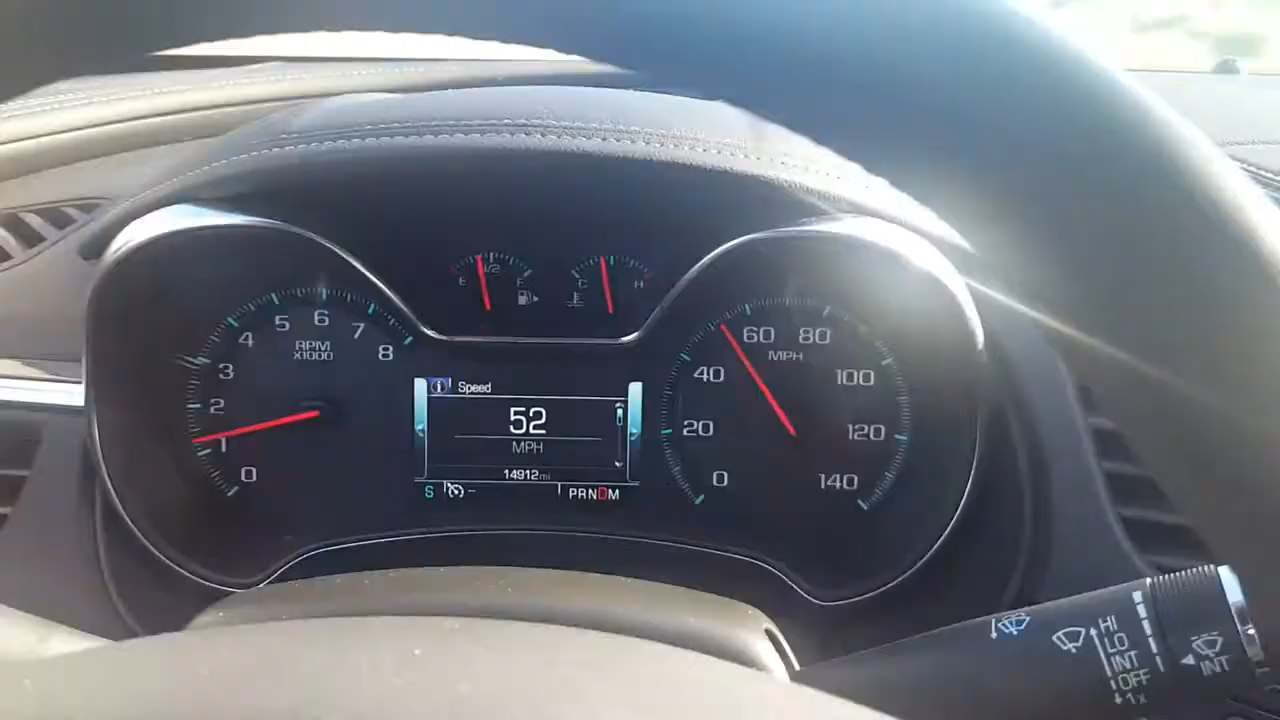 E 1/2 F
C H
0 1 2 3 4 5 6 7 8
RPM
X1000
0 20 40 60 80 100 120 140
MPH
i Speed
52
MPH
14912 mi
S
PRNDM
HI
LO
INT
OFF
1x
INT